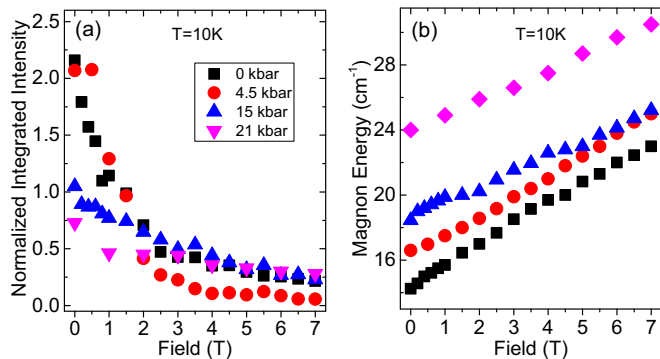 (a)
T=10K
0 kbar
4.5 kbar
15 kbar
21 kbar
Normalized Integrated Intensity
2.5
2.0
1.5
1.0
0.5
0.0
0 1 2 3 4 5 6 7
Field (T)
(b)
T=10K
Magnon Energy (cm⁻¹)
28
24
20
16
0 1 2 3 4 5 6 7
Field (T)